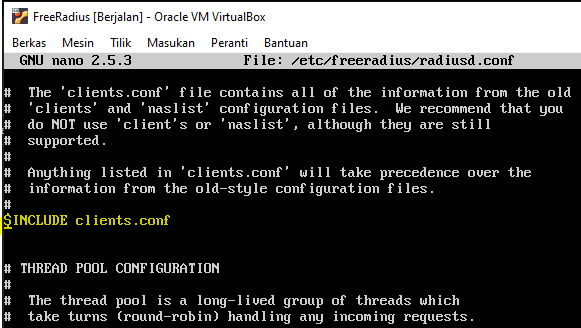 FreeRadius [Berjalan] - Oracle VM VirtualBox
Berkas Mesin Tilik Masukan Peranti Bantuan
GNU nano 2.5.3 File: /etc/freeradius/radiusd.conf
# The 'clients.conf' file contains all of the information from the old
# 'clients' and 'naslist' configuration files. We recommend that you
# do NOT use 'client's or 'naslist', although they are still
# supported.
#
# Anything listed in 'clients.conf' will take precedence over the
# information from the old-style configuration files.
#
$INCLUDE clients.conf
# THREAD POOL CONFIGURATION
#
# The thread pool is a long-lived group of threads which
# take turns (round-robin) handling any incoming requests.